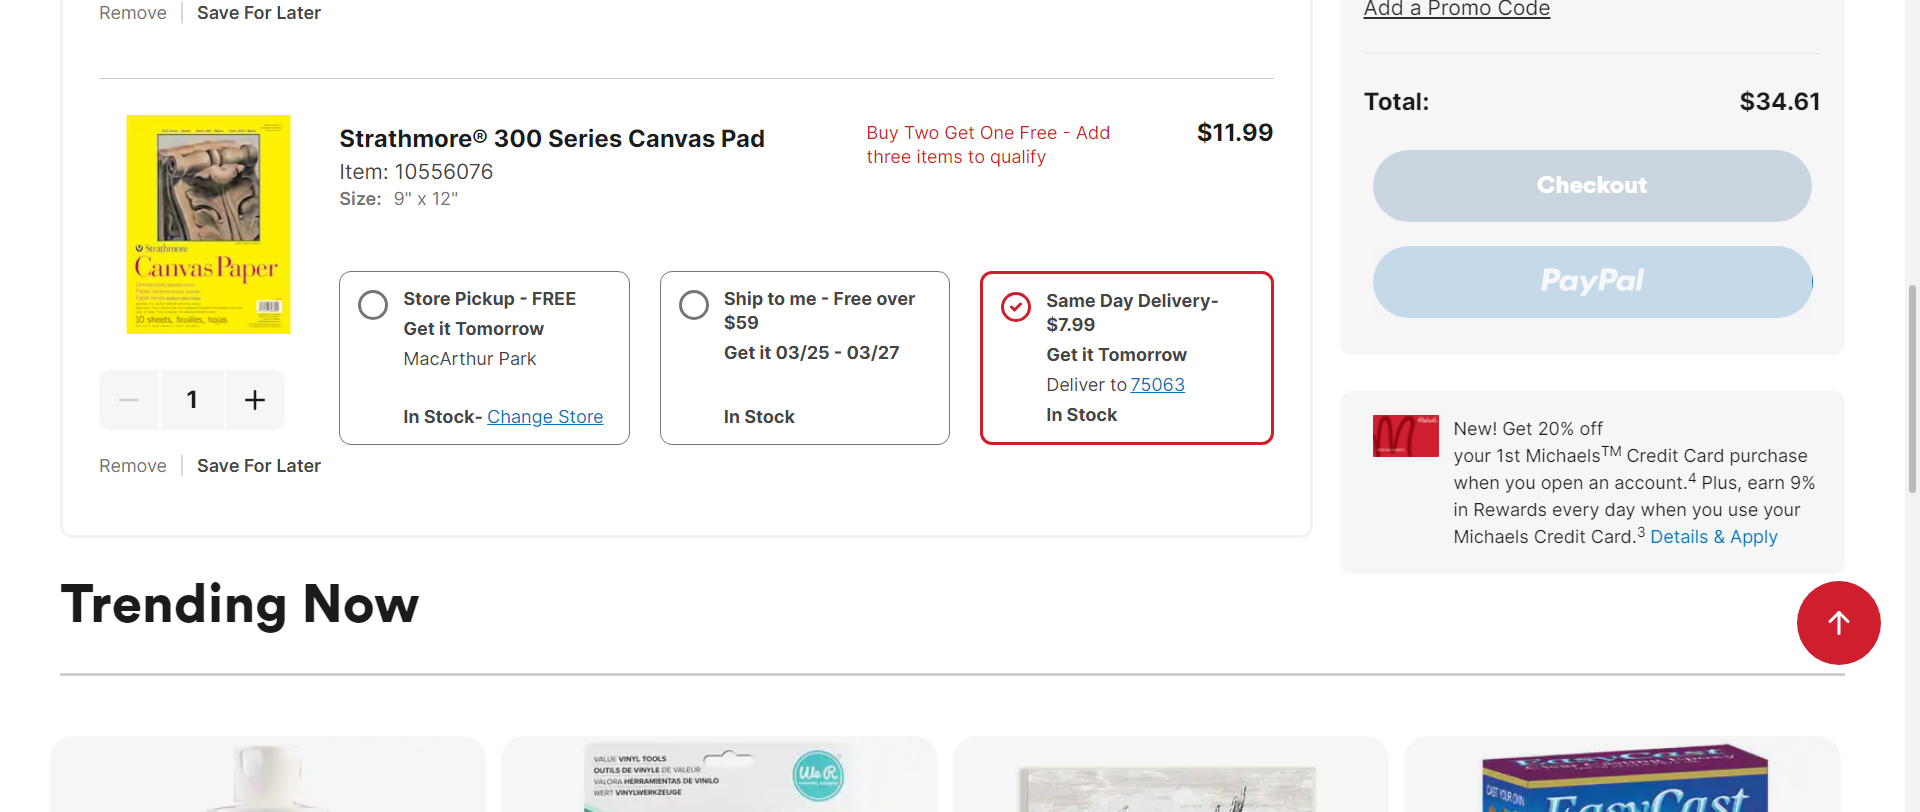 Remove
Save For Later
Add a Promo Code
Total:
$34.61
Checkout
PayPal
Strathmore® 300 Series Canvas Pad
Item: 10556076
Size: 9" x 12"
Buy Two Get One Free - Add
three items to qualify
$11.99
Strathmore
Canvas Paper
10 sheets, feuilles, hojas
Store Pickup - FREE
Get it Tomorrow
MacArthur Park
In Stock- Change Store
Ship to me - Free over
$59
Get it 03/25 - 03/27
In Stock
Same Day Delivery-
$7.99
Get it Tomorrow
Deliver to 75063
In Stock
1
Remove
Save For Later
New! Get 20% off
your 1st Michaels™ Credit Card purchase
when you open an account.⁴ Plus, earn 9%
in Rewards every day when you use your
Michaels Credit Card.³ Details & Apply
Trending Now
VALUE VINYL TOOLS
OUTILS DE VINYLE DE VALEUR
VALORA HERRAMIENTAS DE VINILO
WERT VINYLWERKZEUGE
We R
EasyCast
CAST YOUR OWN
EasyCast